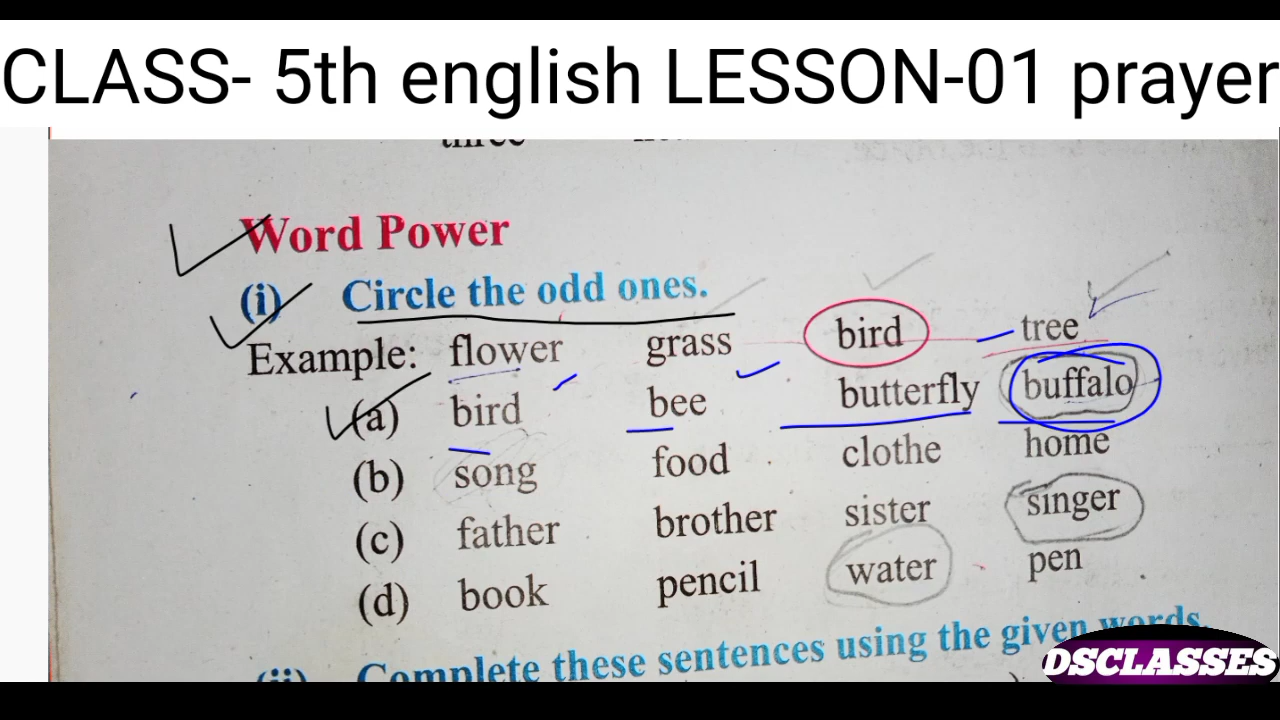 CLASS- 5th english LESSON-01 prayer
three
Word Power
(i) Circle the odd ones.
Example: flower grass bird tree
(a) bird bee butterfly buffalo
(b) song food clothe home
(c) father brother sister singer
(d) book pencil water pen
(ii) Complete these sentences using the given words.
DSCLASSES